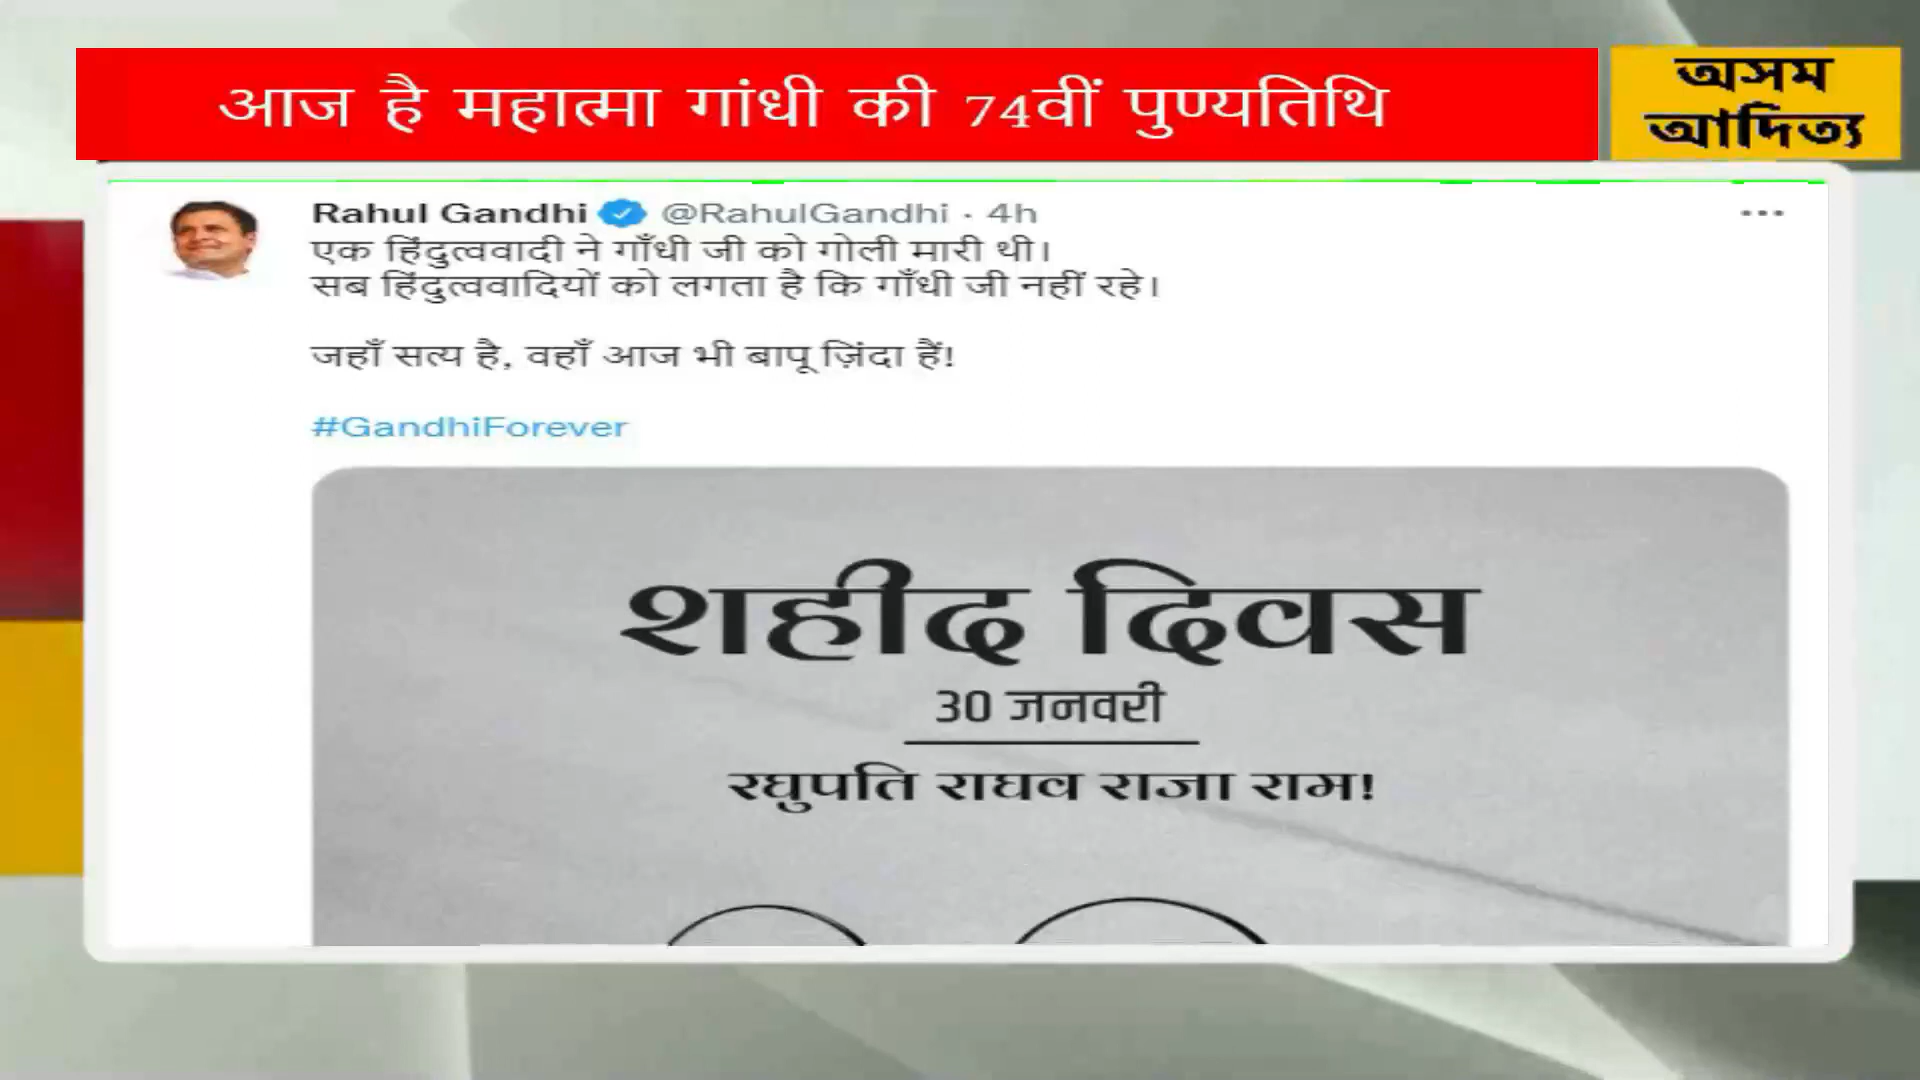 आज है महात्मा गांधी की 74वीं पुण्यतिथि
অসম
আদিত্য
Rahul Gandhi @RahulGandhi · 4h
एक हिंदुत्ववादी ने गाँधी जी को गोली मारी थी।
सब हिंदुत्ववादियों को लगता है कि गाँधी जी नहीं रहे।
जहाँ सत्य है, वहाँ आज भी बापू ज़िंदा हैं!
#GandhiForever
शहीद दिवस
30 जनवरी
रघुपति राघव राजा राम!